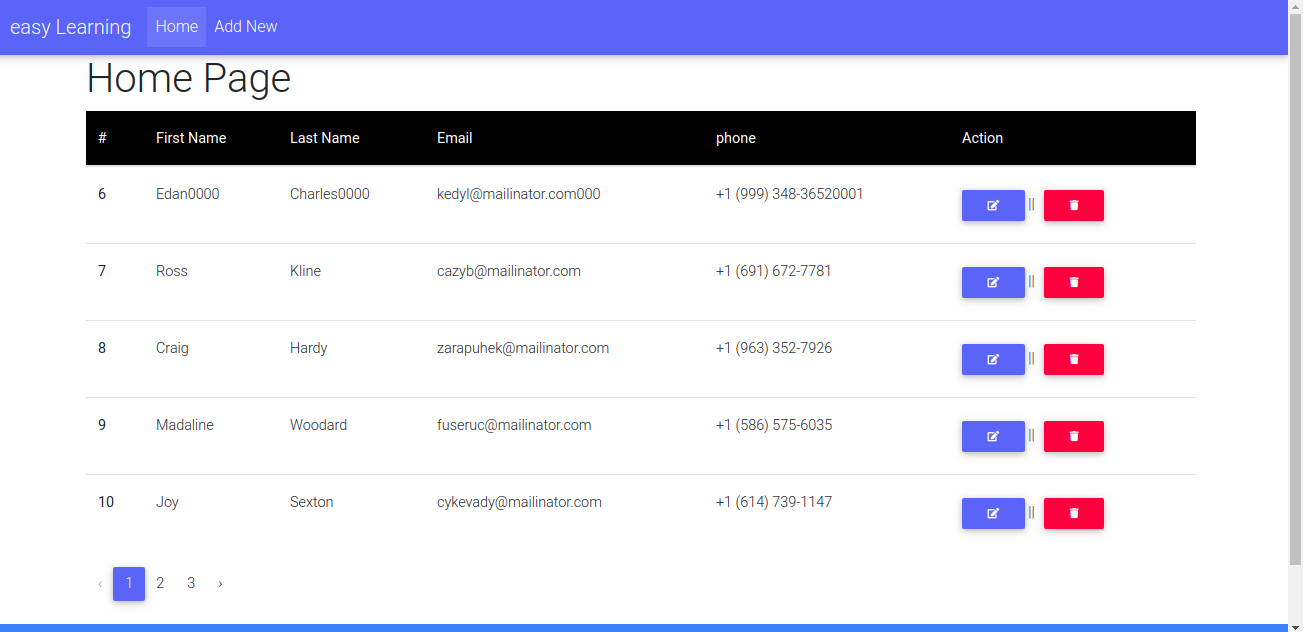 easy Learning Home Add New
Home Page
# First Name Last Name Email phone Action
6 Edan0000 Charles0000 kedyl@mailinator.com000 +1 (999) 348-36520001 ||
7 Ross Kline cazyb@mailinator.com +1 (691) 672-7781 ||
8 Craig Hardy zarapuhek@mailinator.com +1 (963) 352-7926 ||
9 Madaline Woodard fuseruc@mailinator.com +1 (586) 575-6035 ||
10 Joy Sexton cykevady@mailinator.com +1 (614) 739-1147 ||
‹ 1 2 3 ›